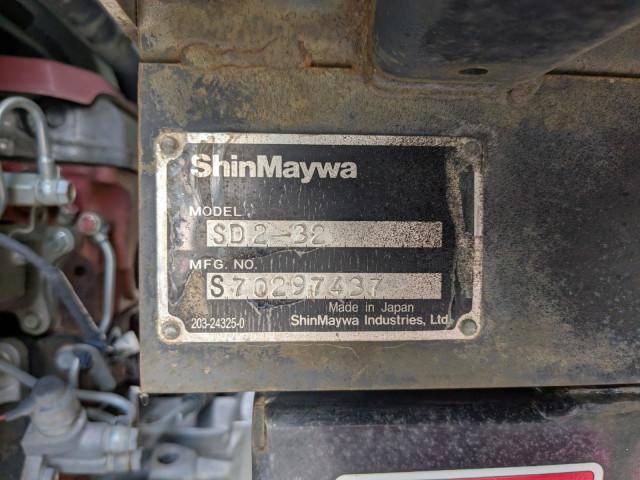 ShinMaywa
MODEL
SD2-32
MFG. NO.
S70297437
Made in Japan
203-24325-0 ShinMaywa Industries, Ltd.